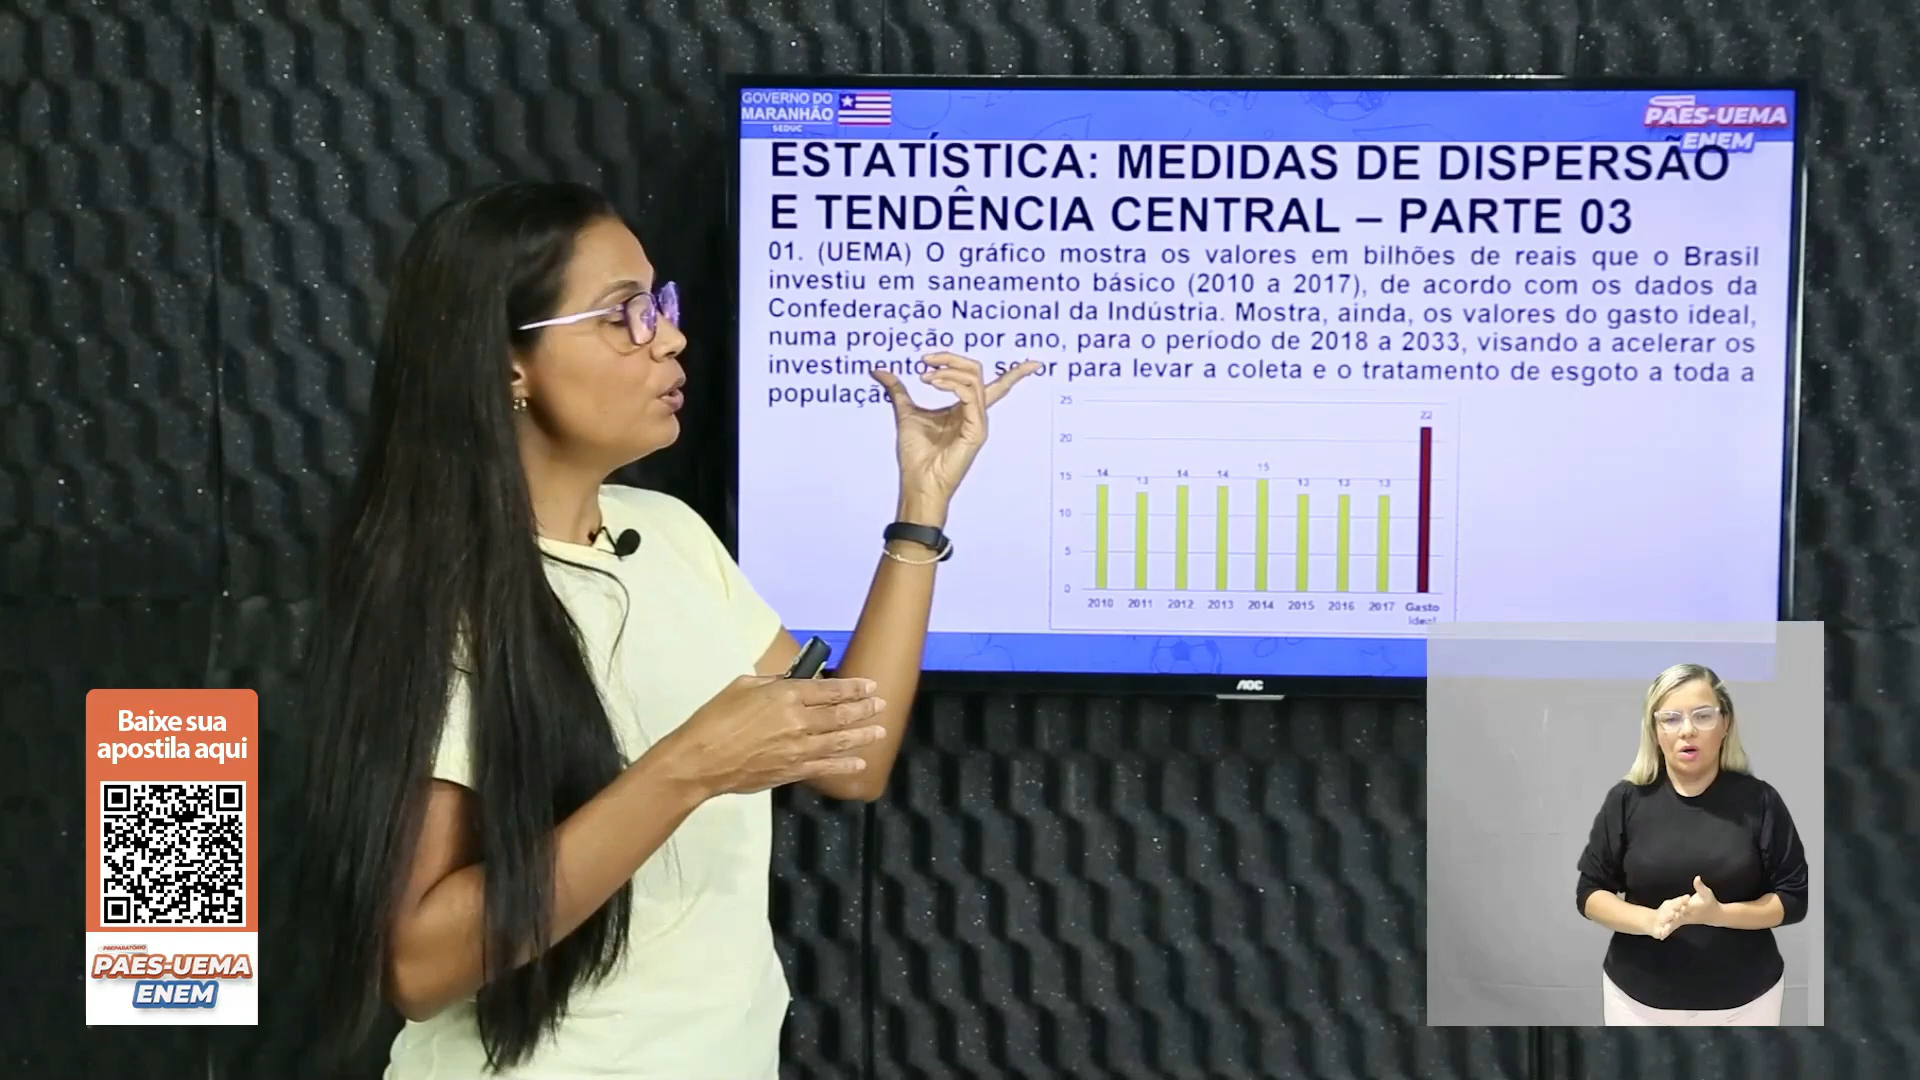 GOVERNO DO
MARANHÃO
SEDUC
PAES-UEMA
ENEM
ESTATÍSTICA: MEDIDAS DE DISPERSÃO
E TENDÊNCIA CENTRAL – PARTE 03
01. (UEMA) O gráfico mostra os valores em bilhões de reais que o Brasil
investiu em saneamento básico (2010 a 2017), de acordo com os dados da
Confederação Nacional da Indústria. Mostra, ainda, os valores do gasto ideal,
numa projeção por ano, para o período de 2018 a 2033, visando a acelerar os
para levar a coleta e o tratamento de esgoto a toda a
25
22
20
15
14
13
14
14
15
13
13
13
10
5
0
2010 2011 2012 2013 2014 2015 2016 2017 Gasto
ideal
AOC
Baixe sua
apostila aqui
PREPARATÓRIO
PAES-UEMA
ENEM